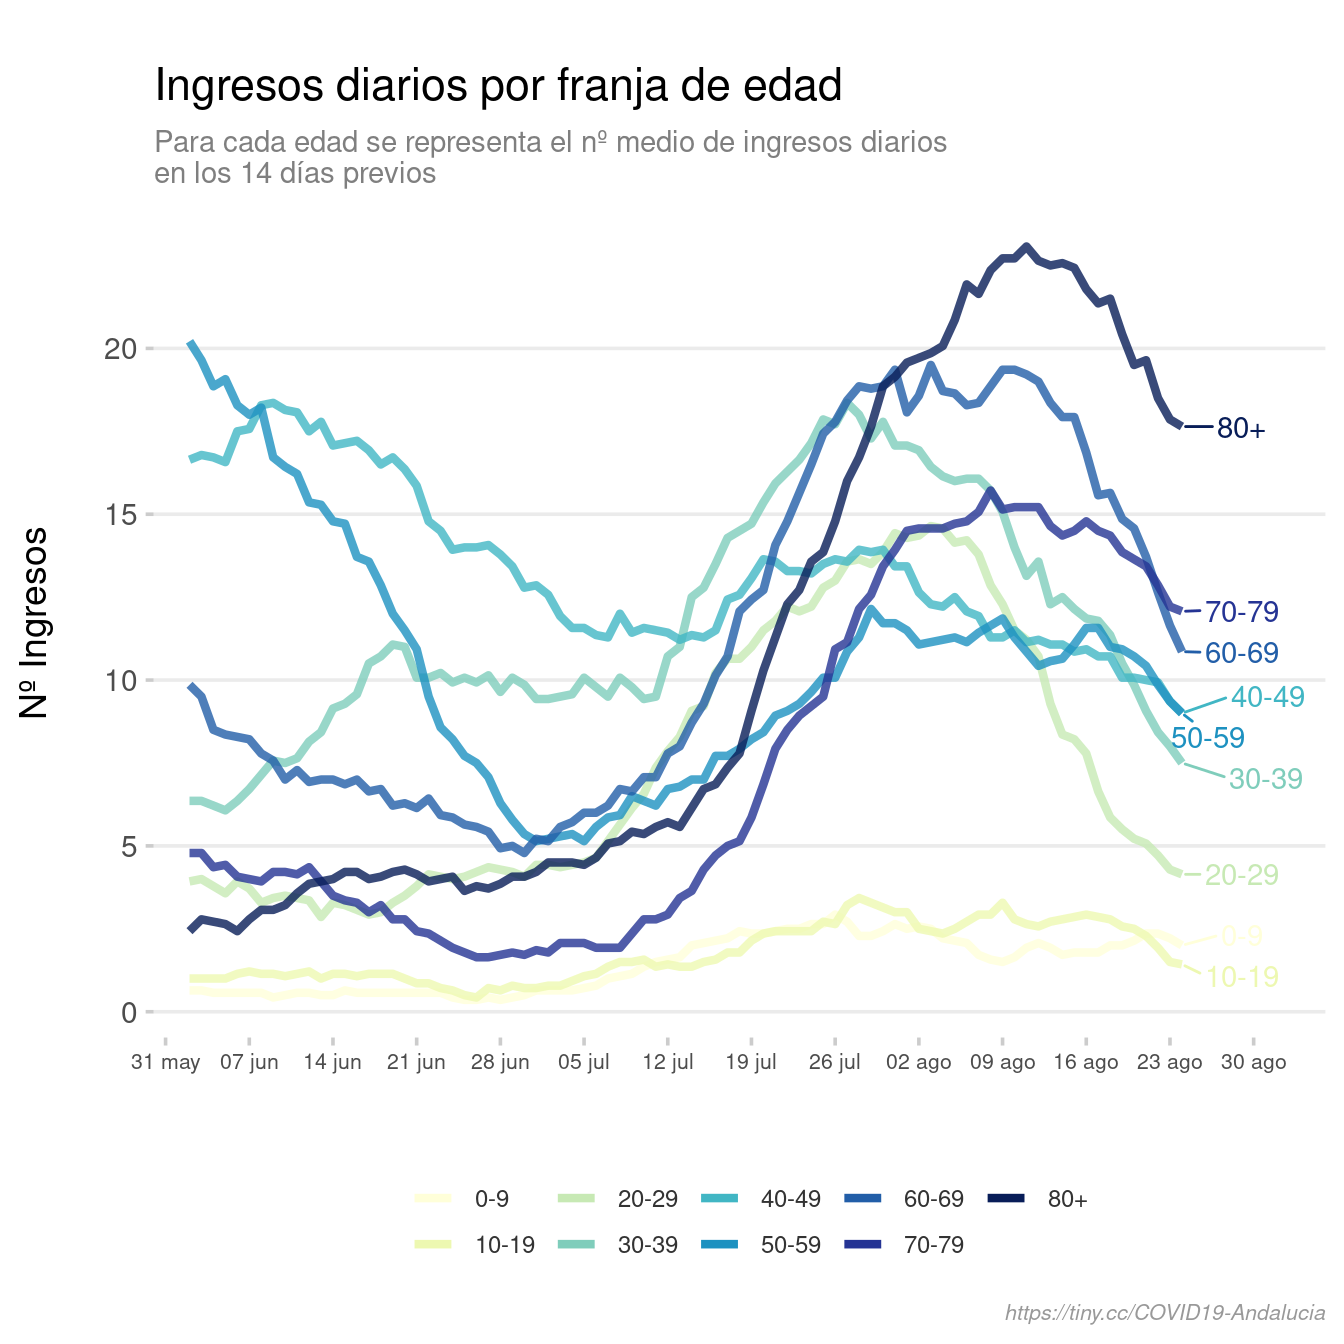 Ingresos diarios por franja de edad
Para cada edad se representa el nº medio de ingresos diarios
en los 14 días previos
Nº Ingresos
20
15
10
5
0
80+
70-79
60-69
40-49
50-59
30-39
20-29
0-9
10-19
31 may 07 jun 14 jun 21 jun 28 jun 05 jul 12 jul 19 jul 26 jul 02 ago 09 ago 16 ago 23 ago 30 ago
0-9 20-29 40-49 60-69 80+
10-19 30-39 50-59 70-79
https://tiny.cc/COVID19-Andalucia